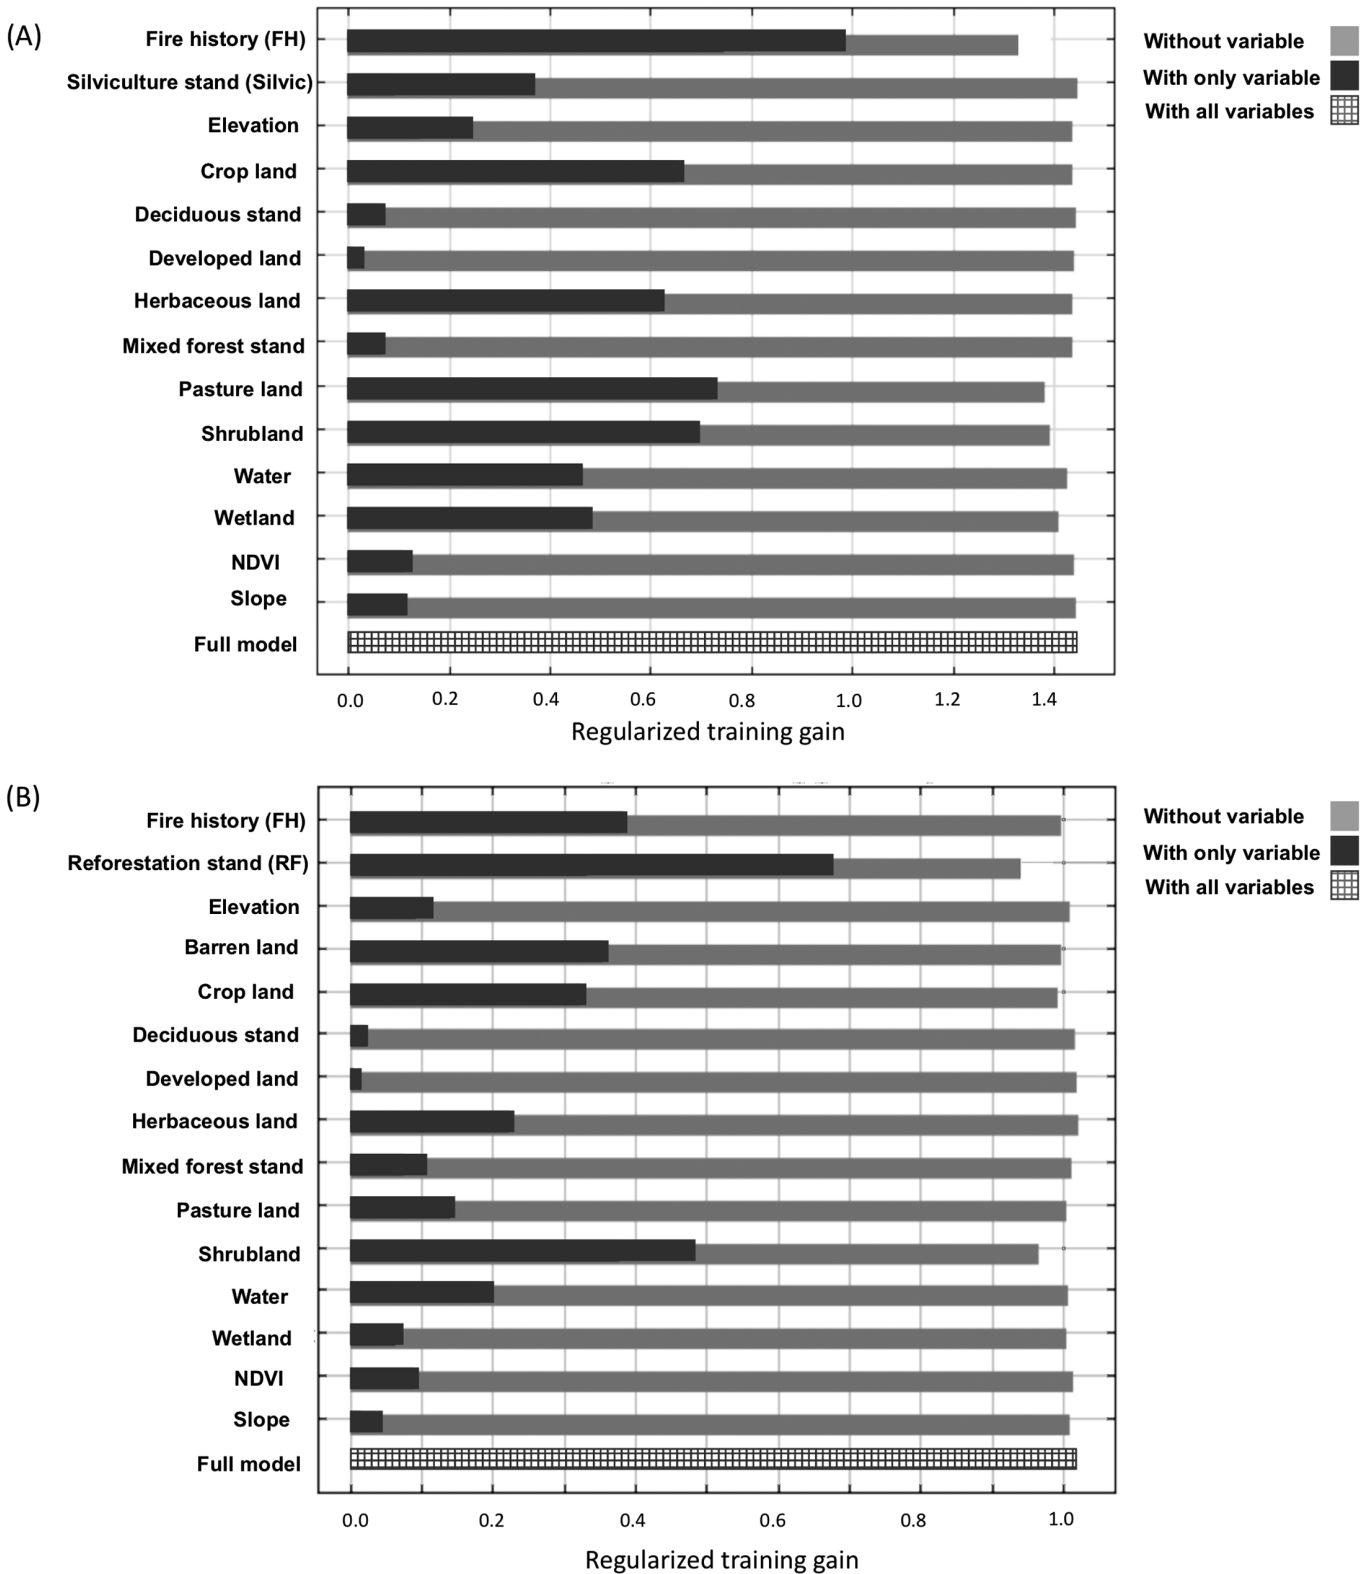 (A)
Fire history (FH)
Silviculture stand (Silvic)
Elevation
Crop land
Deciduous stand
Developed land
Herbaceous land
Mixed forest stand
Pasture land
Shrubland
Water
Wetland
NDVI
Slope
Full model
0.0 0.2 0.4 0.6 0.8 1.0 1.2 1.4
Regularized training gain
Without variable
With only variable
With all variables
(B)
Fire history (FH)
Reforestation stand (RF)
Elevation
Barren land
Crop land
Deciduous stand
Developed land
Herbaceous land
Mixed forest stand
Pasture land
Shrubland
Water
Wetland
NDVI
Slope
Full model
0.0 0.2 0.4 0.6 0.8 1.0
Regularized training gain
Without variable
With only variable
With all variables